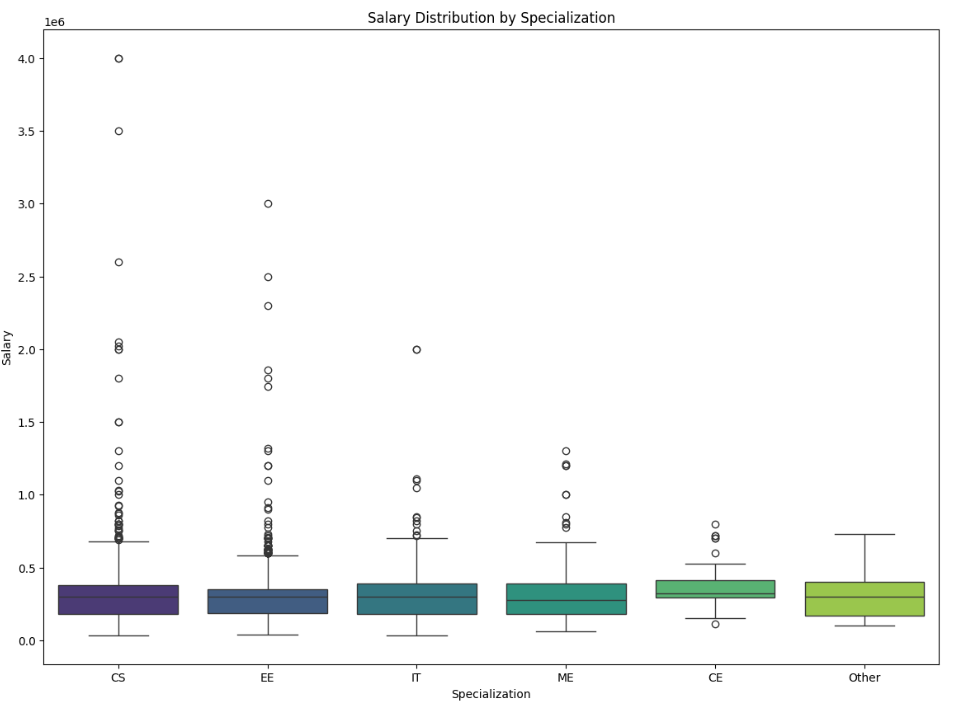 Salary Distribution by Specialization
1e6
4.0
3.5
3.0
2.5
2.0
1.5
1.0
0.5
0.0
Salary
CS EE IT ME CE Other
Specialization